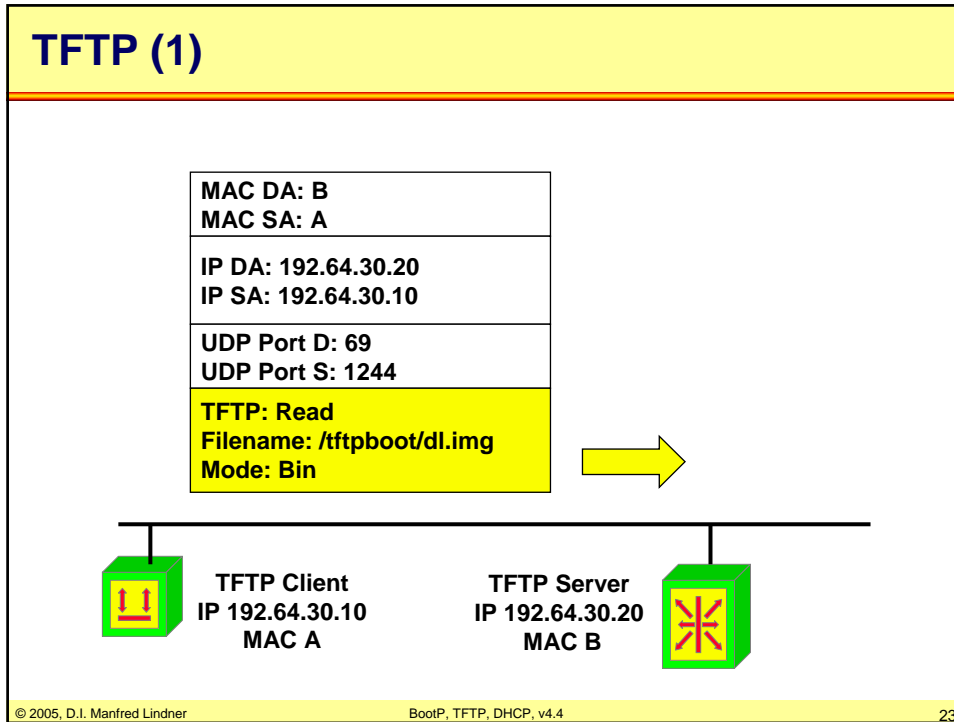 TFTP (1)
MAC DA: B
MAC SA: A
IP DA: 192.64.30.20
IP SA: 192.64.30.10
UDP Port D: 69
UDP Port S: 1244
TFTP: Read
Filename: /tftpboot/dl.img
Mode: Bin
TFTP Client
IP 192.64.30.10
MAC A
TFTP Server
IP 192.64.30.20
MAC B
© 2005, D.I. Manfred Lindner
BootP, TFTP, DHCP, v4.4
23